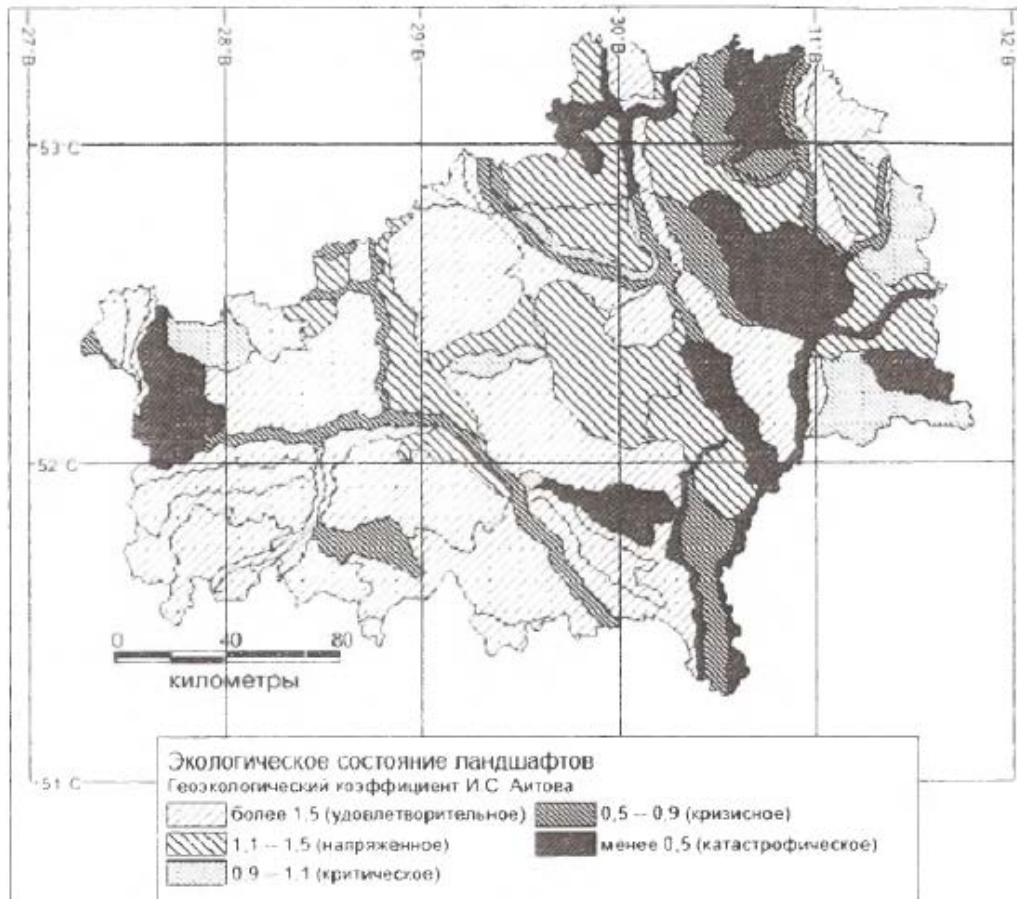 27°В 28°В 29°В 30°В 31°В 32°В
53°С
52°С
0 40 80
километры
51°С
Экологическое состояние ландшафтов
Геоэкологический коэффициент И.С. Аитова
более 1,5 (удовлетворительное)
0,5 – 0,9 (кризисное)
1,1 – 1,5 (напряженное)
менее 0,5 (катастрофическое)
0,9 – 1,1 (критическое)